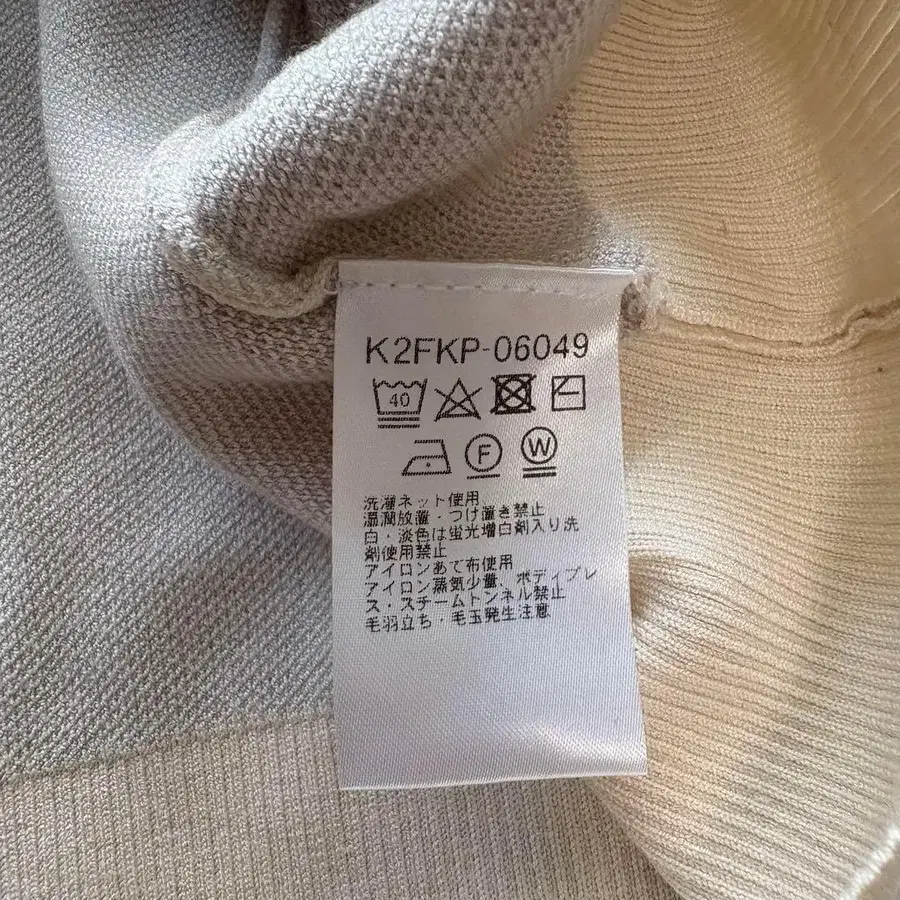 K2FKP-06049
40
F W
洗濯ネット使用
湿潤放置・つけ置き禁止
白・淡色は蛍光増白剤入り洗
剤使用禁止
アイロンあて布使用
アイロン蒸気少量、ボディプレ
ス・スチームトンネル禁止
毛羽立ち・毛玉発生注意